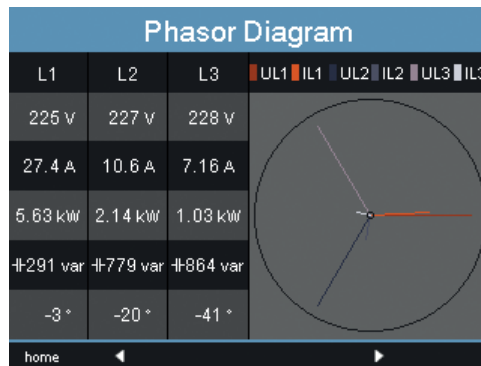 Phasor Diagram
L1 L2 L3 UL1 IL1 UL2 IL2 UL3 IL3
225 V 227 V 228 V
27.4 A 10.6 A 7.16 A
5.63 kW 2.14 kW 1.03 kW
⊣⊢291 var ⊣⊢779 var ⊣⊢864 var
-3 ° -20 ° -41 °
home ◀ ▶